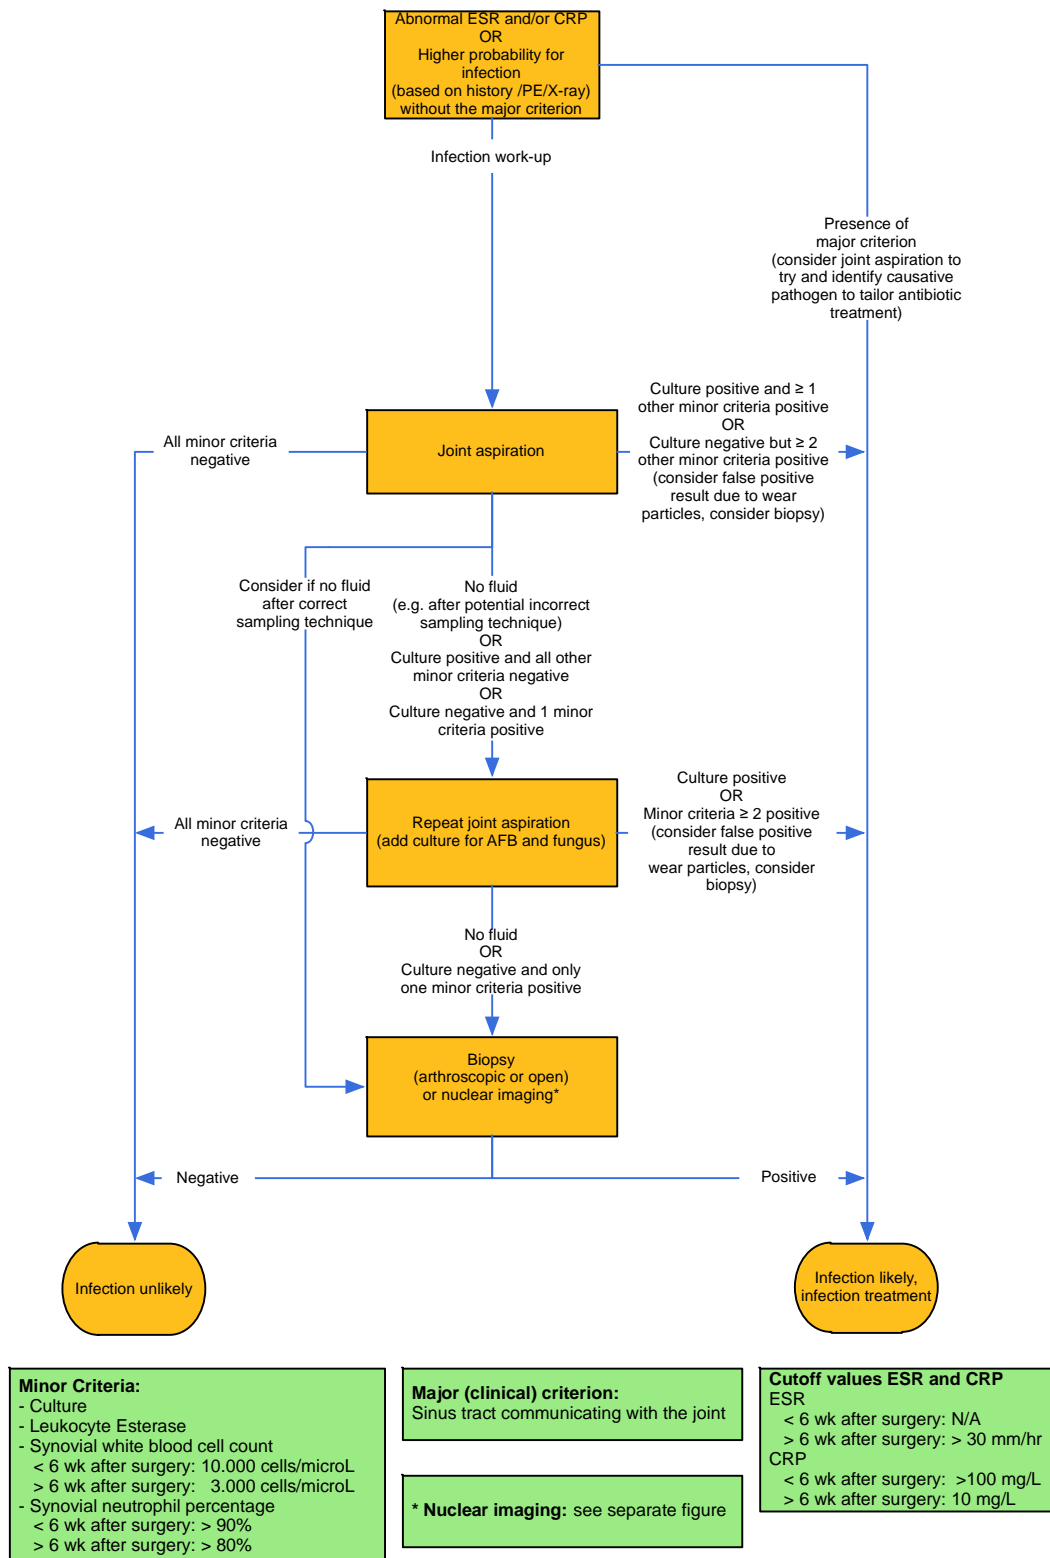 Abnormal ESR and/or CRP
OR
Higher probability for
infection
(based on history /PE/X-ray)
without the major criterion
Infection work-up
Presence of
major criterion
(consider joint aspiration to
try and identify causative
pathogen to tailor antibiotic
treatment)
All minor criteria
negative
Joint aspiration
Culture positive and ≥ 1
other minor criteria positive
OR
Culture negative but ≥ 2
other minor criteria positive
(consider false positive
result due to wear
particles, consider biopsy)
Consider if no fluid
after correct
sampling technique
No fluid
(e.g. after potential incorrect
sampling technique)
OR
Culture positive and all other
minor criteria negative
OR
Culture negative and 1 minor
criteria positive
All minor criteria
negative
Repeat joint aspiration
(add culture for AFB and fungus)
Culture positive
OR
Minor criteria ≥ 2 positive
(consider false positive
result due to
wear particles, consider
biopsy)
No fluid
OR
Culture negative and only
one minor criteria positive
Biopsy
(arthroscopic or open)
or nuclear imaging*
Negative
Positive
Infection unlikely
Infection likely,
infection treatment
Minor Criteria:
- Culture
- Leukocyte Esterase
- Synovial white blood cell count
< 6 wk after surgery: 10.000 cells/microL
> 6 wk after surgery: 3.000 cells/microL
- Synovial neutrophil percentage
< 6 wk after surgery: > 90%
> 6 wk after surgery: > 80%
Major (clinical) criterion:
Sinus tract communicating with the joint
* Nuclear imaging: see separate figure
Cutoff values ESR and CRP
ESR
< 6 wk after surgery: N/A
> 6 wk after surgery: > 30 mm/hr
CRP
< 6 wk after surgery: >100 mg/L
> 6 wk after surgery: 10 mg/L